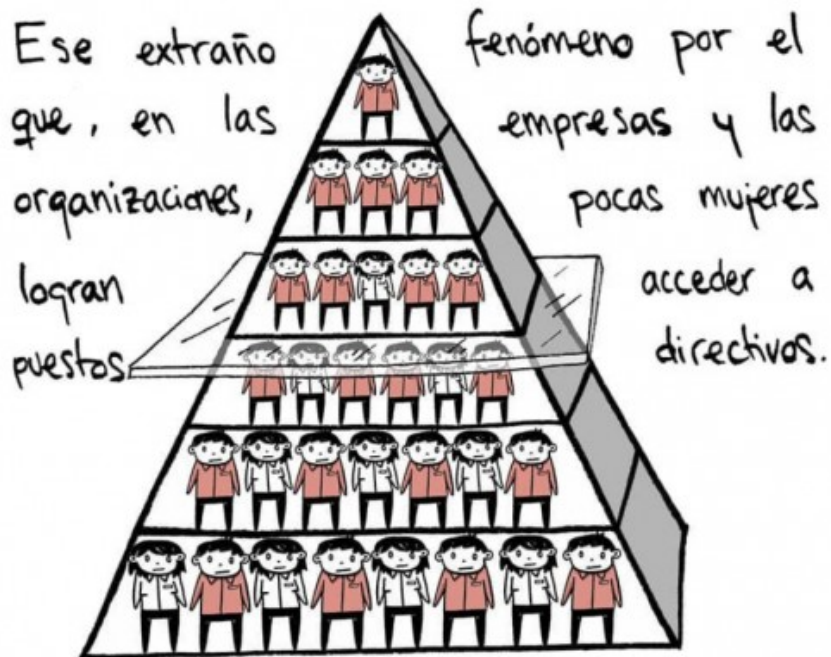 Ese extraño fenómeno por el
que, en las empresas y las
organizaciones, pocas mujeres
logran acceder a
puestos directivos.